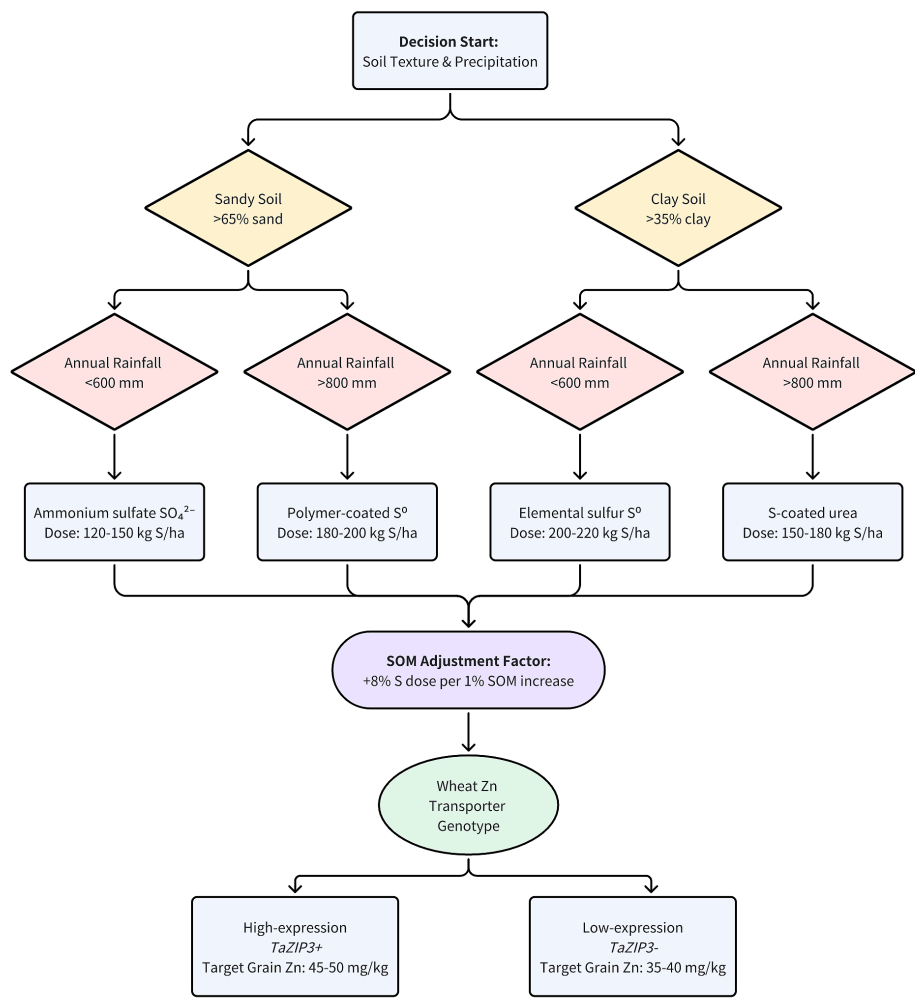 Decision Start:
Soil Texture & Precipitation
Sandy Soil
>65% sand
Clay Soil
>35% clay
Annual Rainfall
<600 mm
Annual Rainfall
>800 mm
Annual Rainfall
<600 mm
Annual Rainfall
>800 mm
Ammonium sulfate SO₄²⁻
Dose: 120-150 kg S/ha
Polymer-coated S⁰
Dose: 180-200 kg S/ha
Elemental sulfur S⁰
Dose: 200-220 kg S/ha
S-coated urea
Dose: 150-180 kg S/ha
SOM Adjustment Factor:
+8% S dose per 1% SOM increase
Wheat Zn
Transporter
Genotype
High-expression
TaZIP3+
Target Grain Zn: 45-50 mg/kg
Low-expression
TaZIP3-
Target Grain Zn: 35-40 mg/kg